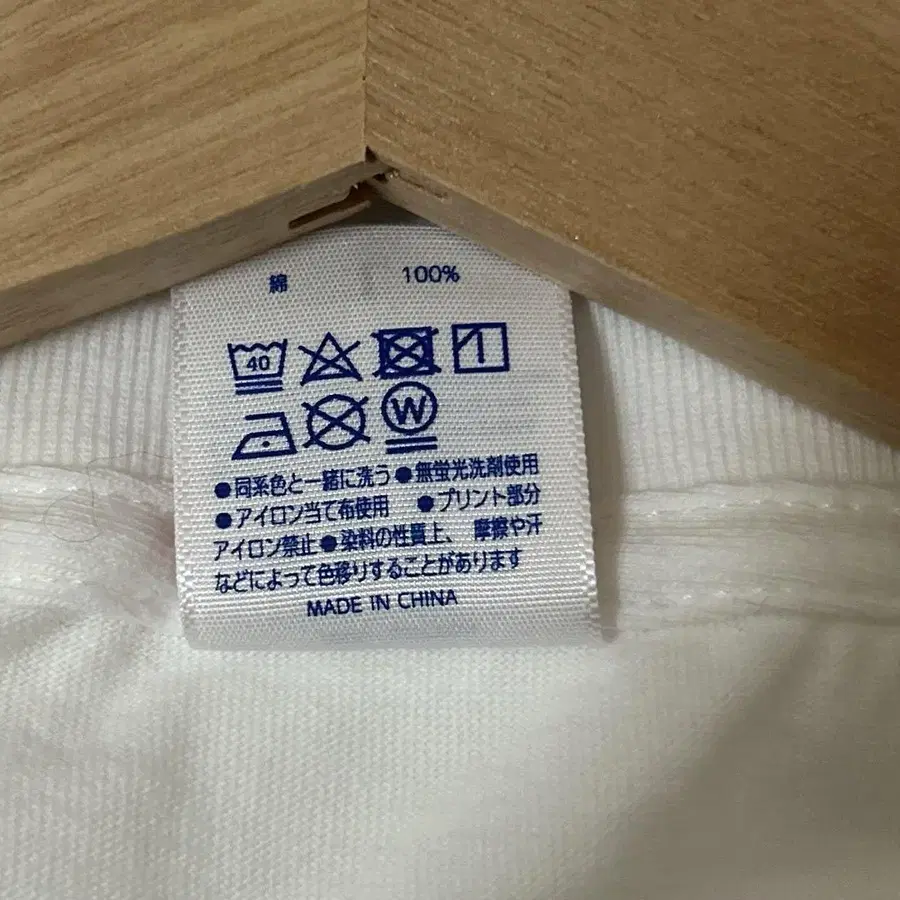 綿 100%
40
W
●同系色と一緒に洗う●無蛍光洗剤使用
●アイロン当て布使用 ●プリント部分
アイロン禁止●染料の性質上、摩擦や汗
などによって色移りすることがあります
MADE IN CHINA